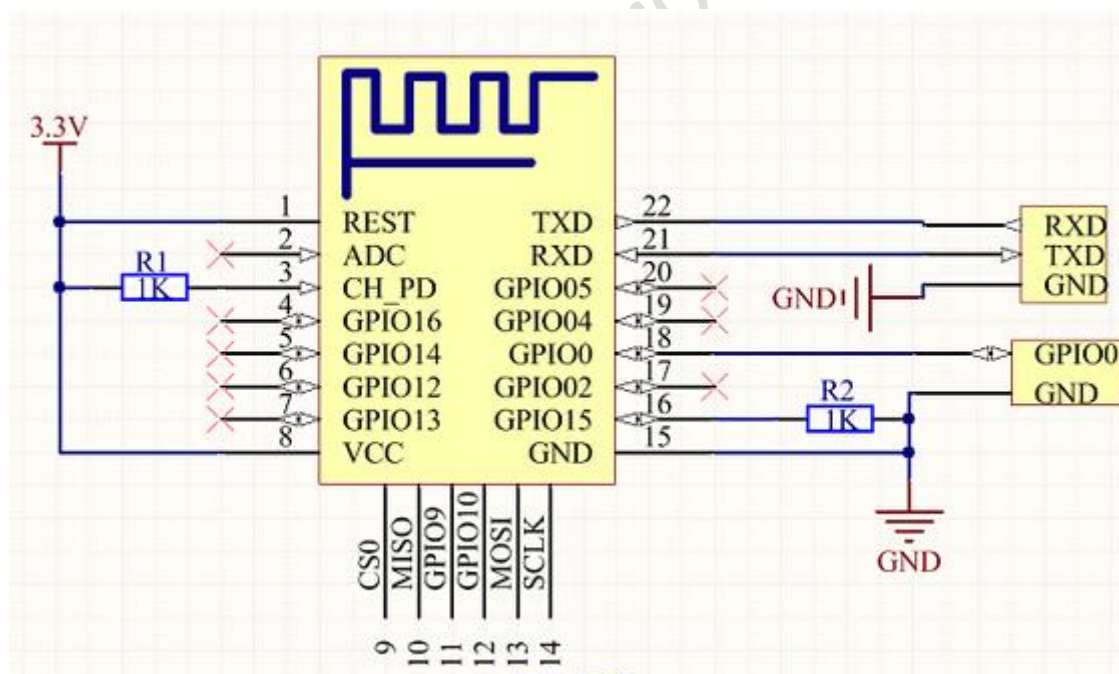 3.3V
1 REST TXD 22 RXD
2 ADC RXD 21 TXD
R1 1K 3 CH_PD GPIO05 20 GND GND
4 GPIO16 GPIO04 19
5 GPIO14 GPIO0 18 GPIO0
6 GPIO12 GPIO02 17 R2 GND
7 GPIO13 GPIO15 16 1K
8 VCC GND 15
GND
CS0 MISO GPIO9 GPIO10 MOSI SCLK
9 10 11 12 13 14